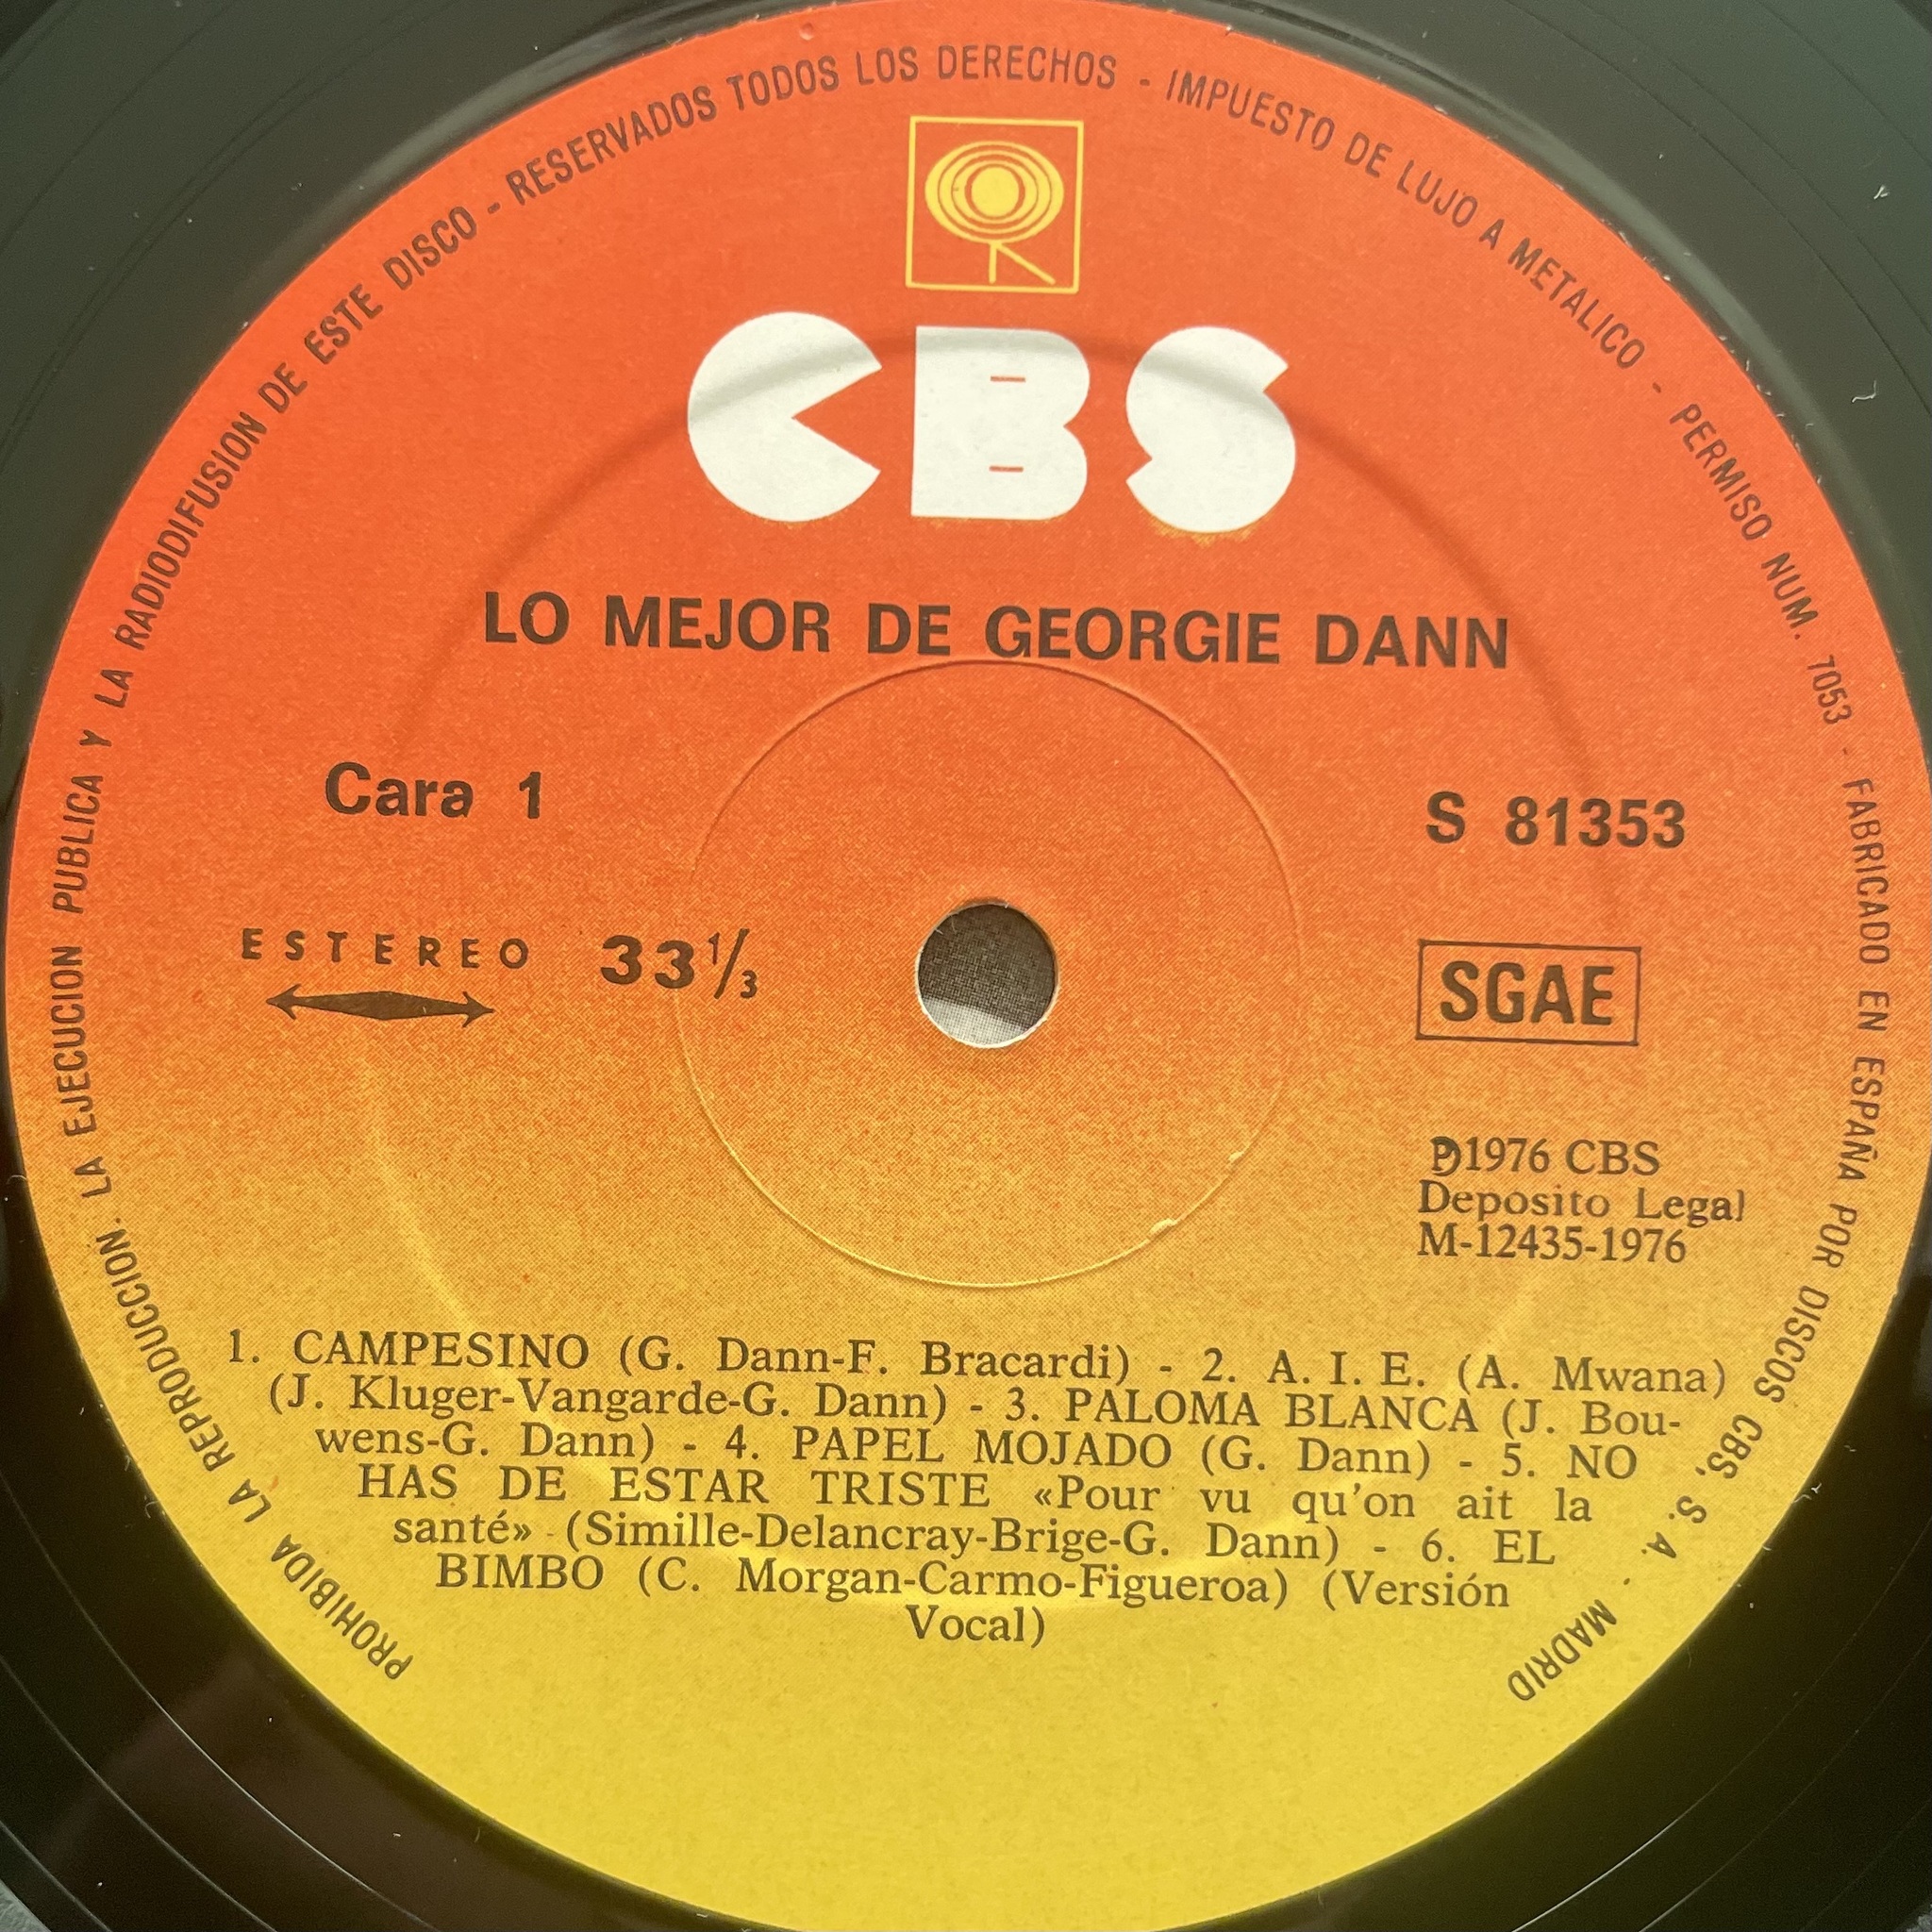 PROHIBIDA LA REPRODUCCION. LA EJECUCION PUBLICA Y LA RADIODIFUSION DE ESTE DISCO - RESERVADOS TODOS LOS DERECHOS - IMPUESTO DE LUJO A METALICO - PERMISO NUM. 7053 - FABRICADO EN ESPAÑA POR DISCOS CBS, S. A. - MADRID
CBS
LO MEJOR DE GEORGIE DANN
Cara 1
S 81353
ESTEREO 33 1/3
SGAE
℗1976 CBS
Deposito Legal
M-12435-1976
1. CAMPESINO (G. Dann-F. Bracardi) - 2. A. I. E. (A. Mwana)
(J. Kluger-Vangarde-G. Dann) - 3. PALOMA BLANCA (J. Bou-
wens-G. Dann) - 4. PAPEL MOJADO (G. Dann) - 5. NO
HAS DE ESTAR TRISTE «Pour vu qu'on ait la
santé» - (Simille-Delancray-Brige-G. Dann) - 6. EL
BIMBO (C. Morgan-Carmo-Figueroa) (Versión
Vocal)